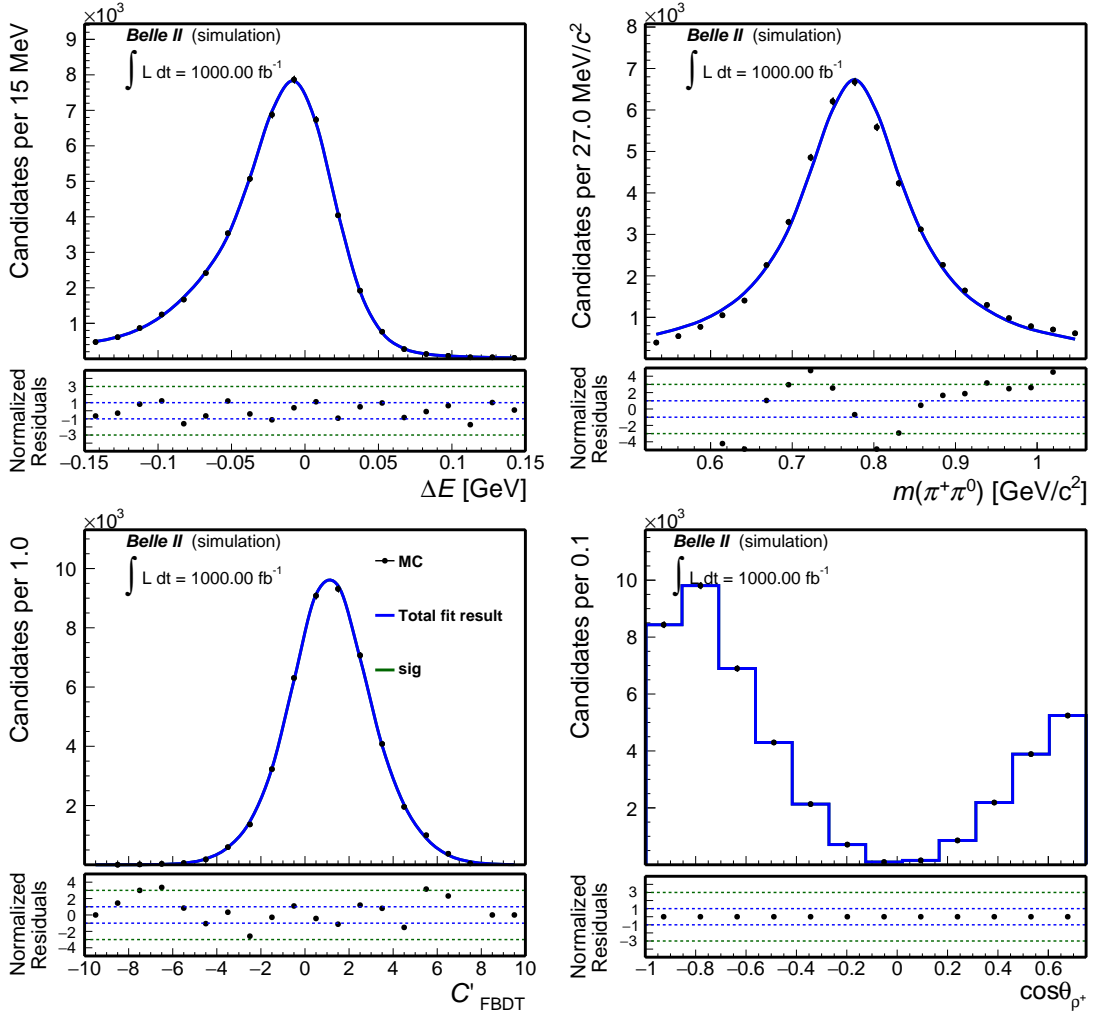 ×10³
Belle II (simulation)
∫ L dt = 1000.00 fb⁻¹
Candidates per 15 MeV
9
8
7
6
5
4
3
2
1
Normalized Residuals
3
1
−1
−3
−0.15 −0.1 −0.05 0 0.05 0.1 0.15
ΔE [GeV]
×10³
Belle II (simulation)
∫ L dt = 1000.00 fb⁻¹
Candidates per 27.0 MeV/c²
8
7
6
5
4
3
2
1
Normalized Residuals
4
3
1
0
−1
−3
−4
0.6 0.7 0.8 0.9 1
m(π⁺π⁰) [GeV/c²]
×10³
Belle II (simulation)
∫ L dt = 1000.00 fb⁻¹
MC
Total fit result
sig
Candidates per 1.0
10
8
6
4
2
Normalized Residuals
4
3
1
0
−1
−2
−4
−10 −8 −6 −4 −2 0 2 4 6 8 10
C'FBDT
×10³
Belle II (simulation)
∫ L dt = 1000.00 fb⁻¹
Candidates per 0.1
10
8
6
4
2
Normalized Residuals
3
1
−1
−3
−1 −0.8 −0.6 −0.4 −0.2 0 0.2 0.4 0.6
cosθρ⁺